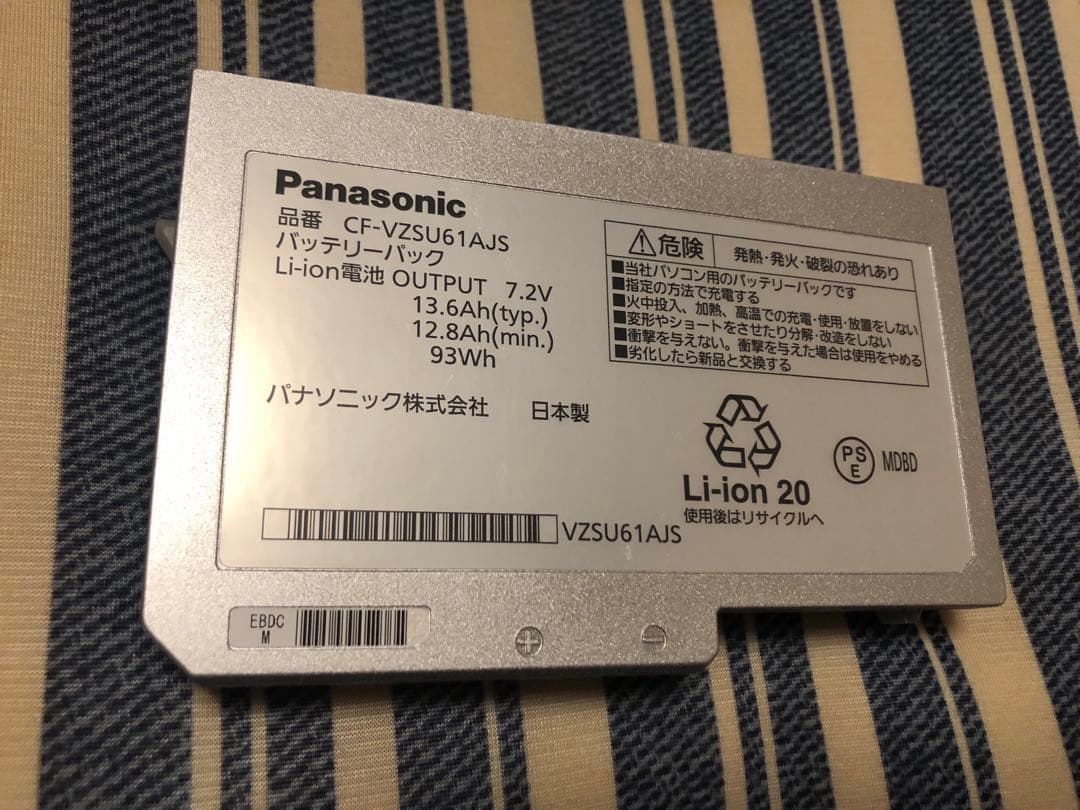 Panasonic
品番 CF-VZSU61AJS
バッテリーパック
Li-ion電池 OUTPUT 7.2V
13.6Ah(typ.)
12.8Ah(min.)
93Wh
パナソニック株式会社 日本製
⚠危険 発熱・発火・破裂の恐れあり
■当社パソコン用のバッテリーパックです
■指定の方法で充電する
■火中投入、加熱、高温での充電・使用・放置をしない
■変形やショートをさせたり分解・改造をしない
■衝撃を与えない。衝撃を与えた場合は使用をやめる
■劣化したら新品と交換する
Li-ion 20
使用後はリサイクルへ
PS
E
MDBD
VZSU61AJS
EBDC
M
+ −